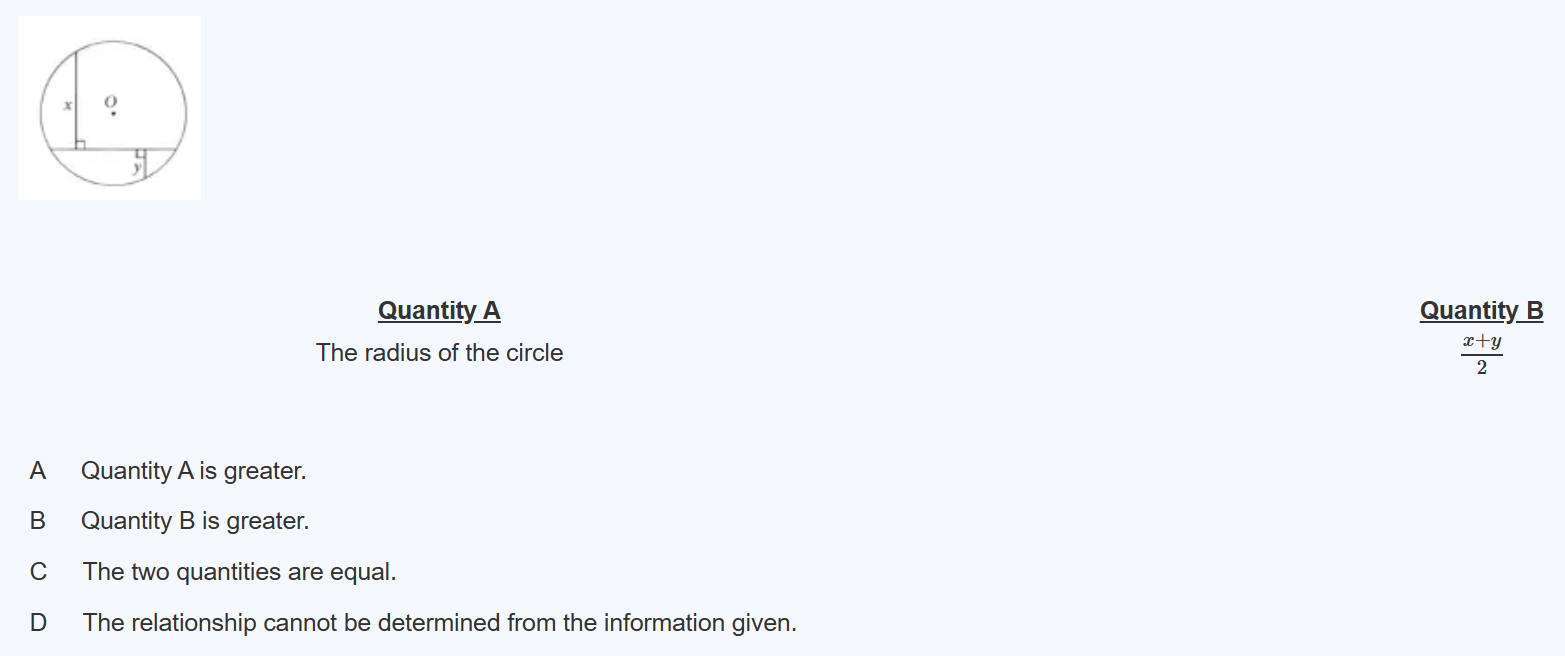 O
x
y
Quantity A Quantity B
The radius of the circle x+y
2
A Quantity A is greater.
B Quantity B is greater.
C The two quantities are equal.
D The relationship cannot be determined from the information given.